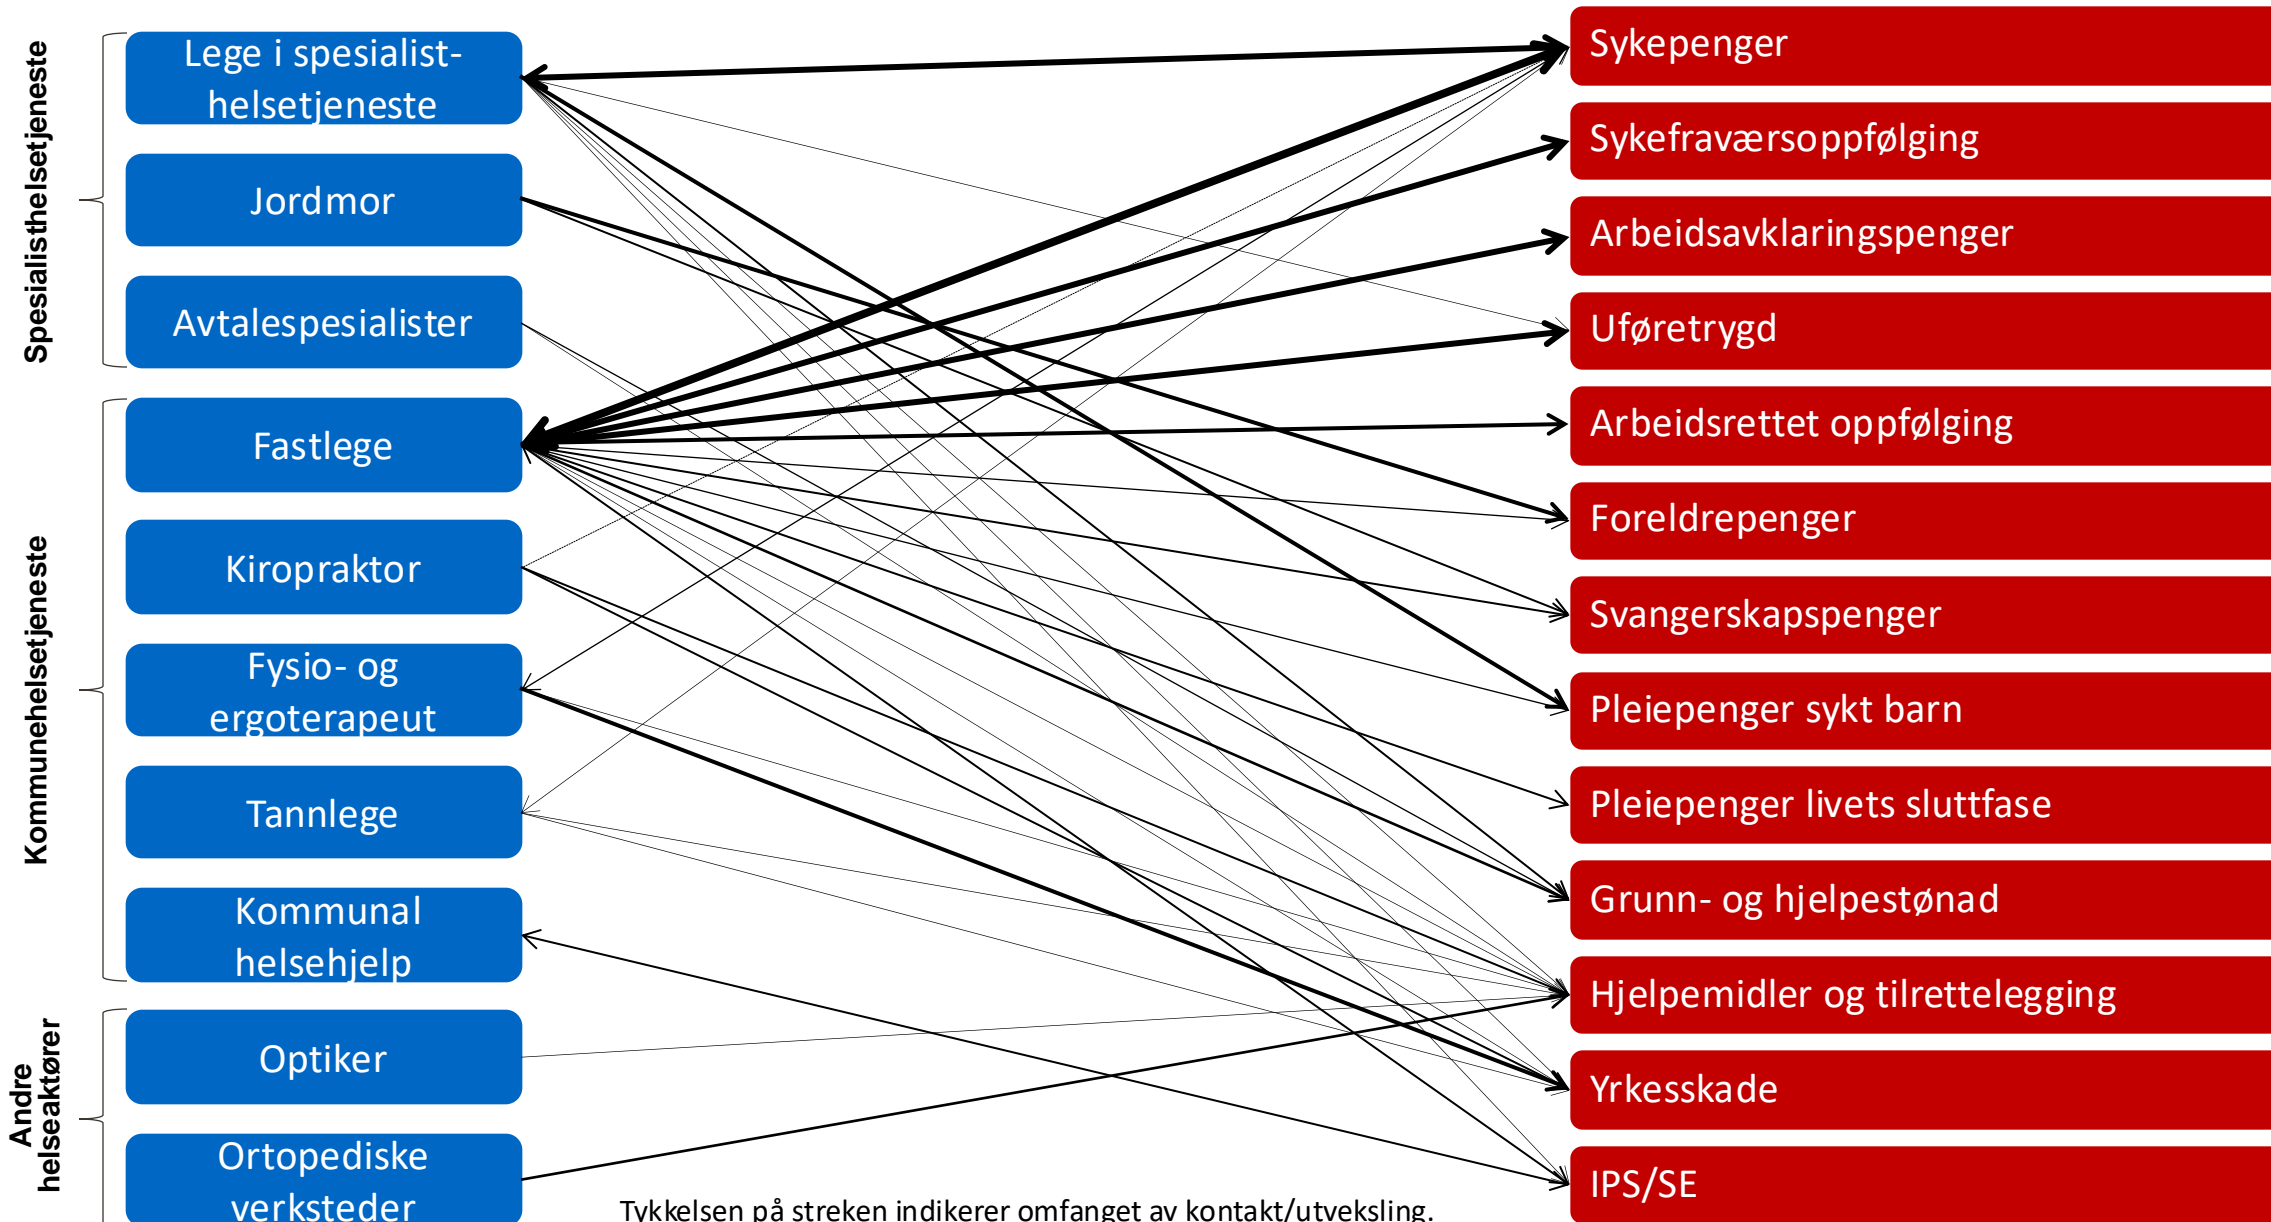 Spesialisthelsetjeneste
Lege i spesialist-
helsetjeneste
Jordmor
Avtalespesialister
Kommunehelsetjeneste
Fastlege
Kiropraktor
Fysio- og
ergoterapeut
Tannlege
Kommunal
helsehjelp
Andre
helseaktører
Optiker
Ortopediske
verksteder
Sykepenger
Sykefraværsoppfølging
Arbeidsavklaringspenger
Uføretrygd
Arbeidsrettet oppfølging
Foreldrepenger
Svangerskapspenger
Pleiepenger sykt barn
Pleiepenger livets sluttfase
Grunn- og hjelpestønad
Hjelpemidler og tilrettelegging
Yrkesskade
IPS/SE
Tykkelsen på streken indikerer omfanget av kontakt/utveksling.